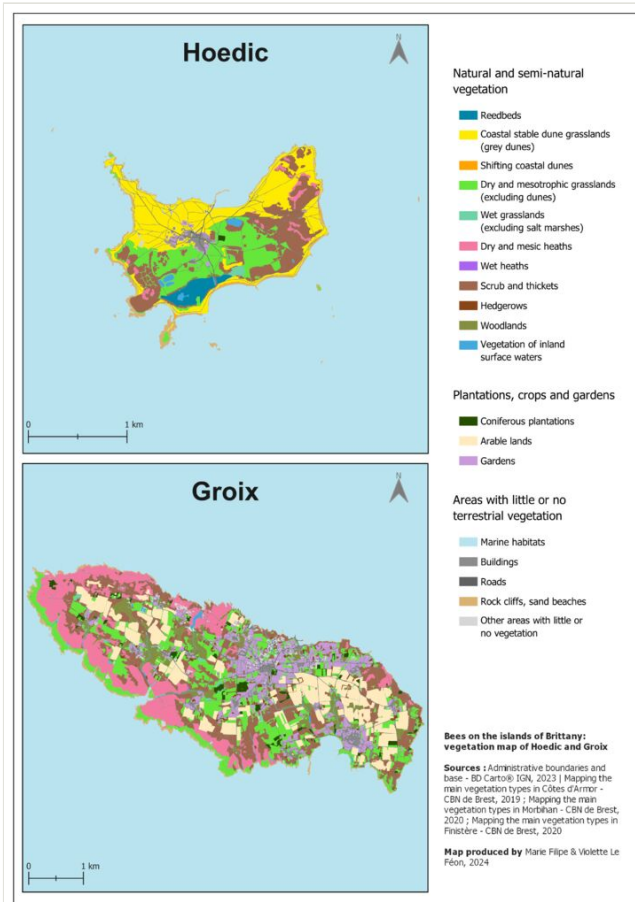 Hoedic
N
0
1 km
Groix
N
0
1 km
Natural and semi-natural
vegetation
Reedbeds
Coastal stable dune grasslands
(grey dunes)
Shifting coastal dunes
Dry and mesotrophic grasslands
(excluding dunes)
Wet grasslands
(excluding salt marshes)
Dry and mesic heaths
Wet heaths
Scrub and thickets
Hedgerows
Woodlands
Vegetation of inland
surface waters
Plantations, crops and gardens
Coniferous plantations
Arable lands
Gardens
Areas with little or no
terrestrial vegetation
Marine habitats
Buildings
Roads
Rock cliffs, sand beaches
Other areas with little or
no vegetation
Bees on the islands of Brittany:
vegetation map of Hoedic and Groix
Sources : Administrative boundaries and
base - BD Carto® IGN, 2023 | Mapping the
main vegetation types in Côtes d'Armor -
CBN de Brest, 2019 ; Mapping the main
vegetation types in Morbihan - CBN de Brest,
2020 ; Mapping the main vegetation types in
Finistère - CBN de Brest, 2020
Map produced by Marie Filipe & Violette Le
Féon, 2024